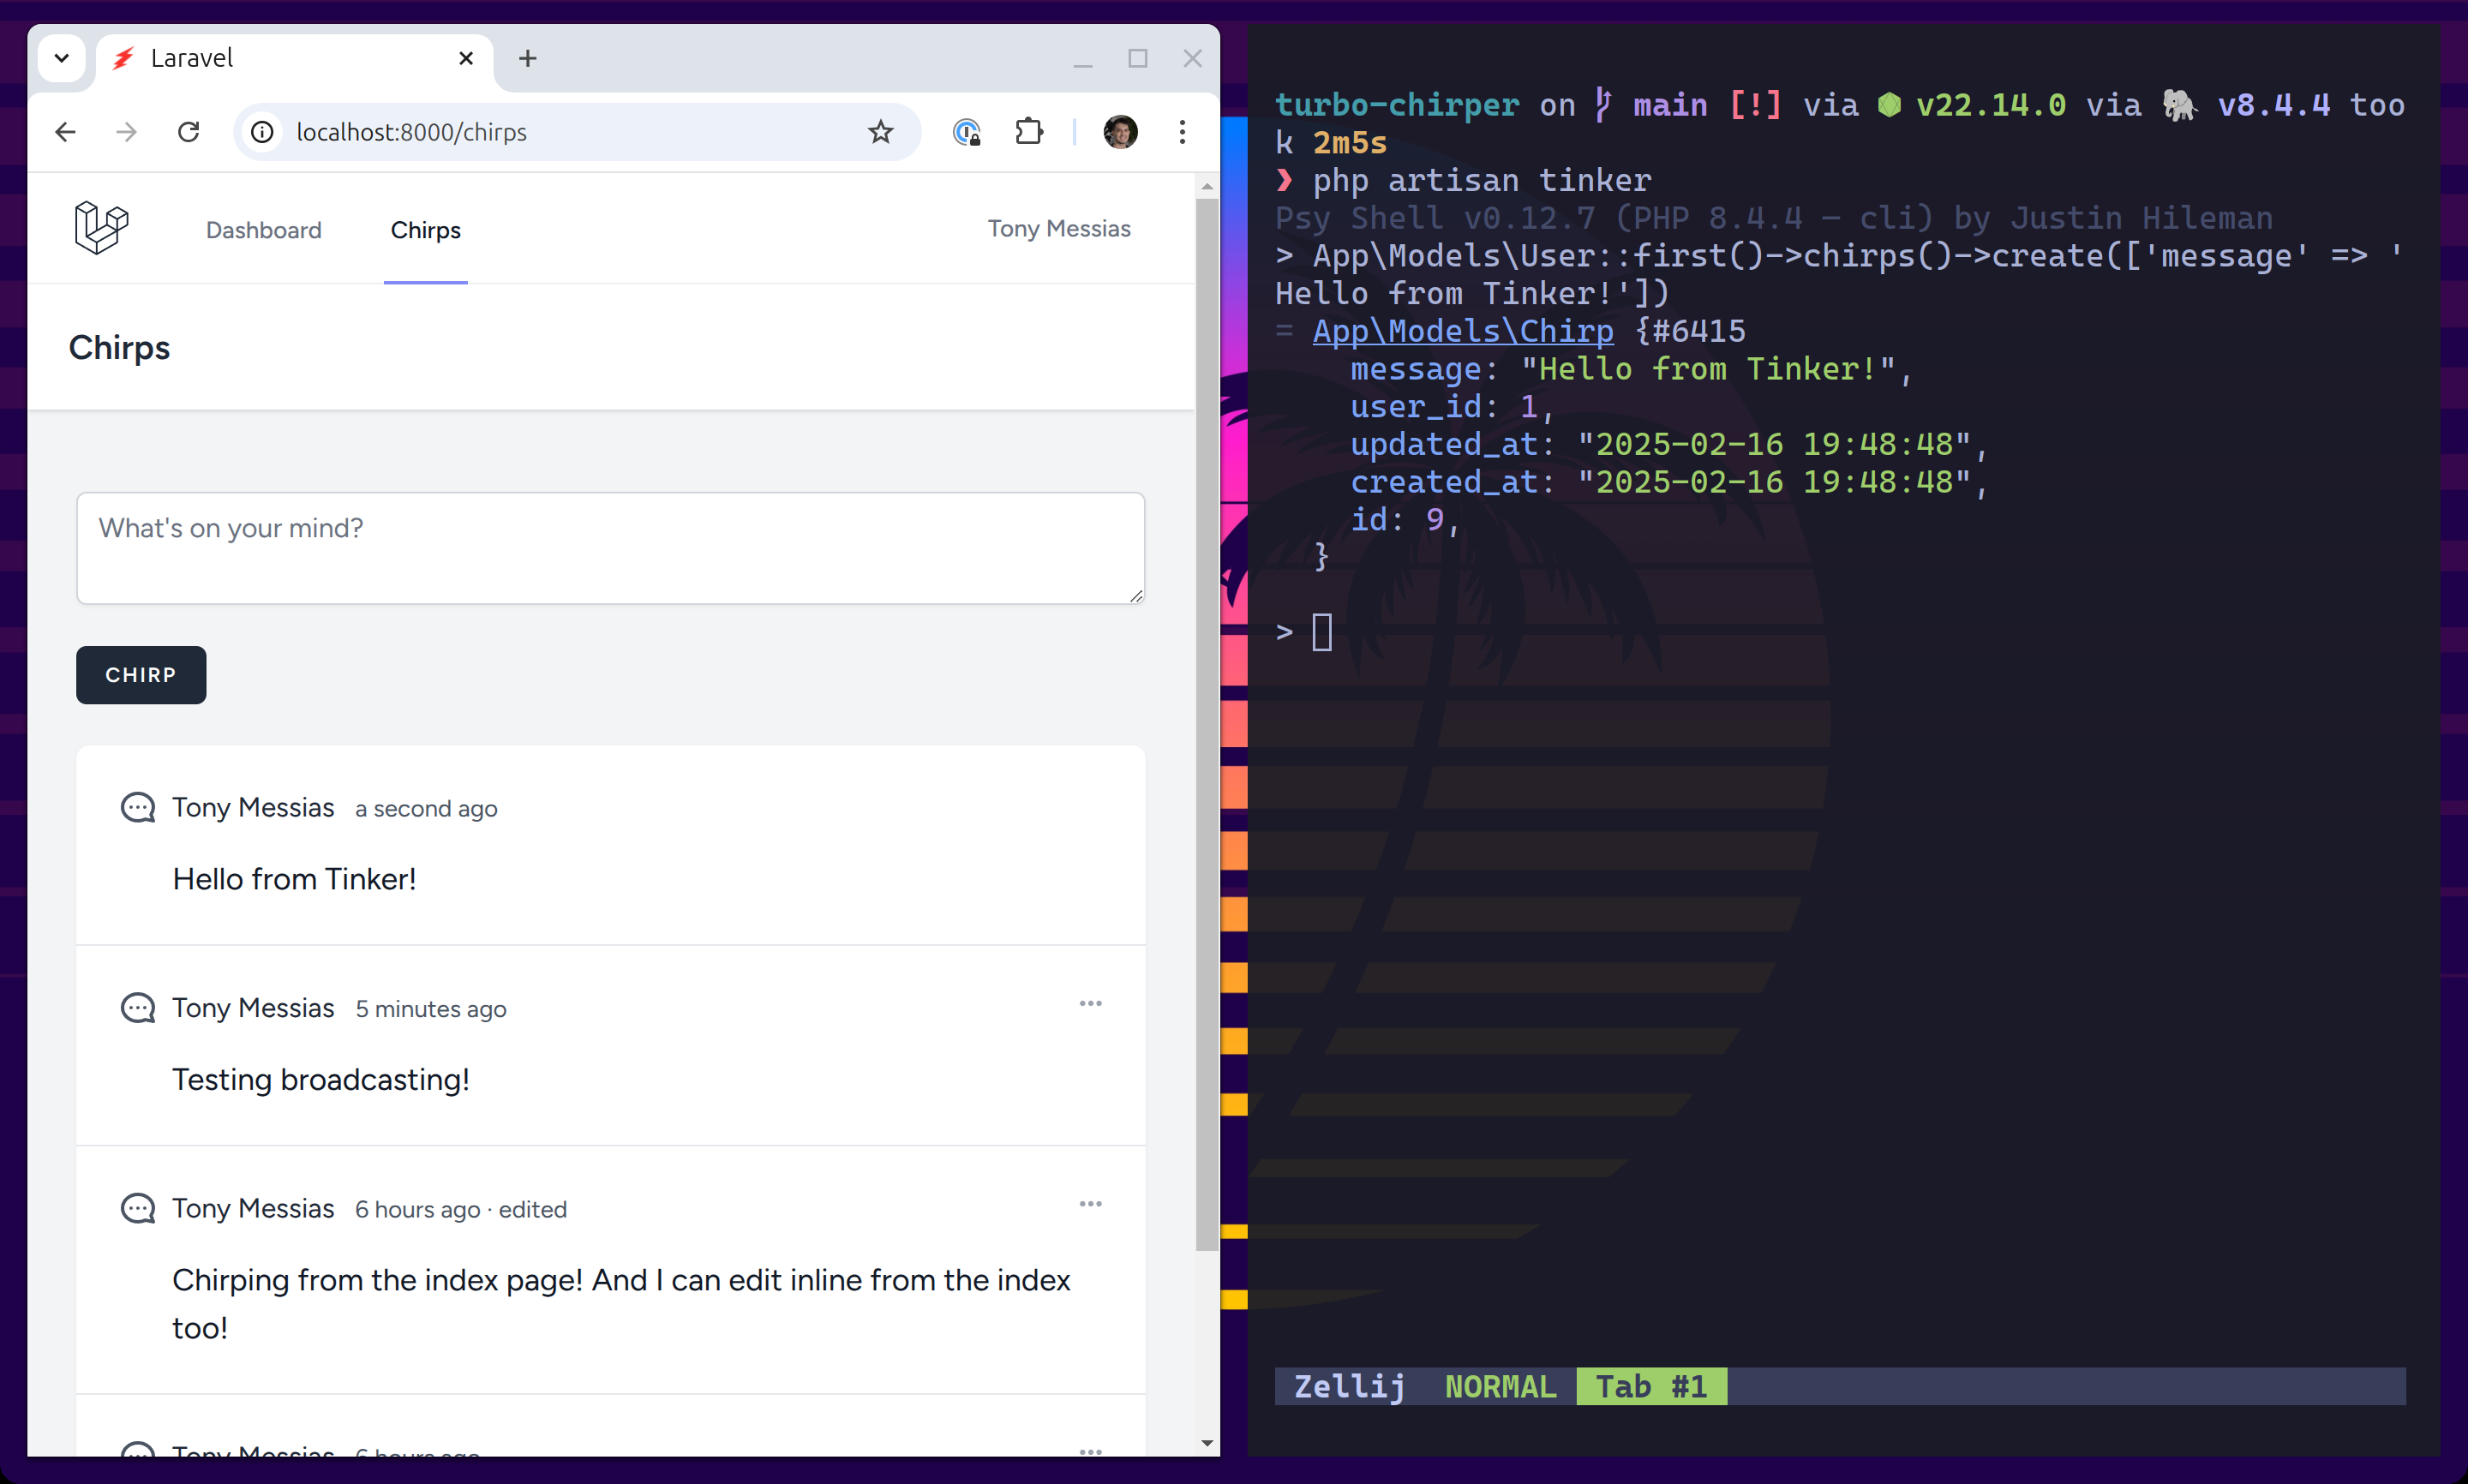 Laravel
localhost:8000/chirps
Dashboard
Chirps
Tony Messias
Chirps
What's on your mind?
CHIRP
Tony Messias a second ago
Hello from Tinker!
Tony Messias 5 minutes ago
Testing broadcasting!
Tony Messias 6 hours ago · edited
Chirping from the index page! And I can edit inline from the index
too!
Tony Messias 6 hours ago
turbo-chirper on main [!] via v22.14.0 via 🐘 v8.4.4 too
k 2m5s
❯ php artisan tinker
Psy Shell v0.12.7 (PHP 8.4.4 — cli) by Justin Hileman
> App\Models\User::first()->chirps()->create(['message' => '
Hello from Tinker!'])
= App\Models\Chirp {#6415
message: "Hello from Tinker!",
user_id: 1,
updated_at: "2025-02-16 19:48:48",
created_at: "2025-02-16 19:48:48",
id: 9,
}
>
Zellij NORMAL Tab #1